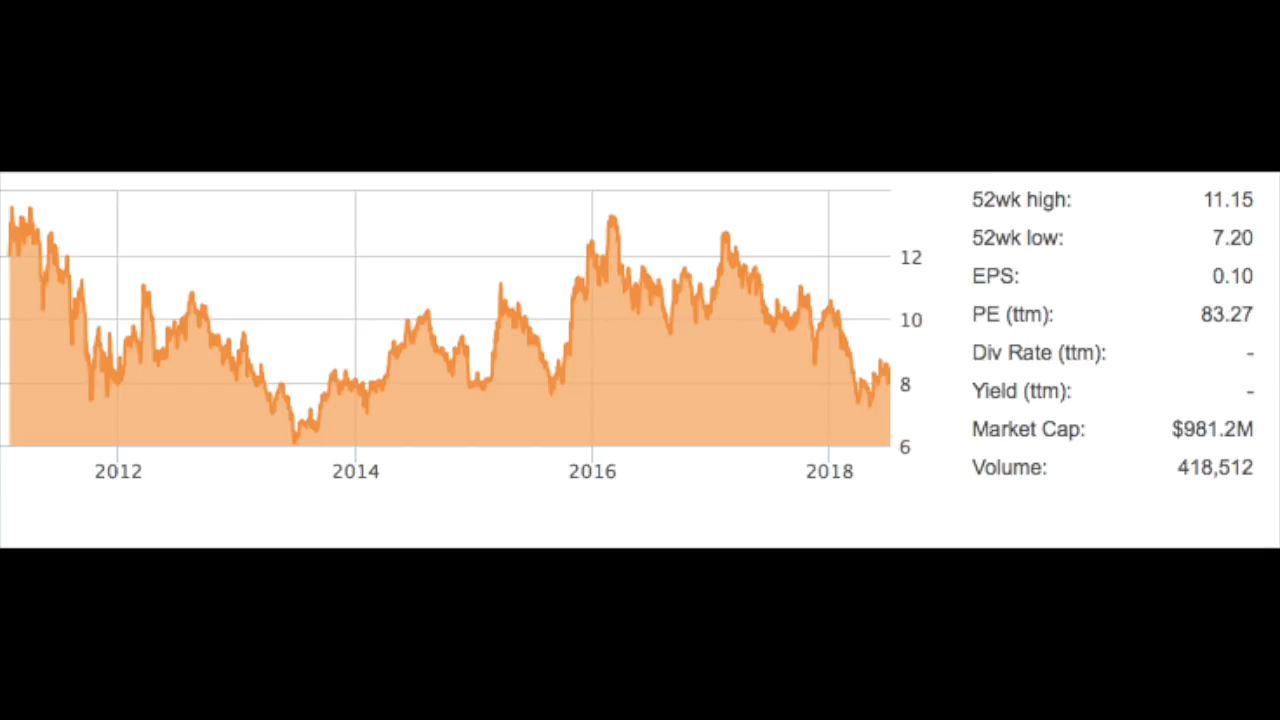 12
10
8
6
2012 2014 2016 2018
52wk high: 11.15
52wk low: 7.20
EPS: 0.10
PE (ttm): 83.27
Div Rate (ttm): -
Yield (ttm): -
Market Cap: $981.2M
Volume: 418,512